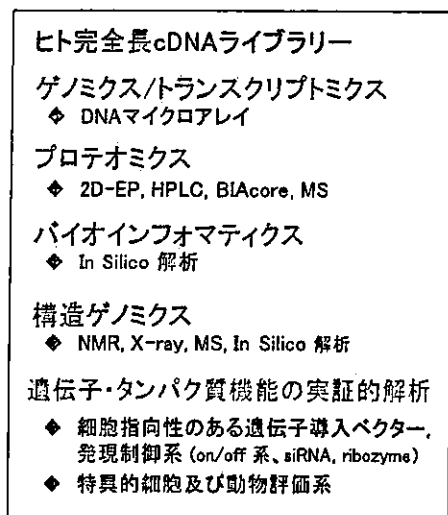 ヒト完全長cDNAライブラリー
ゲノミクス/トランスクリプトミクス
◆ DNAマイクロアレイ
プロテオミクス
◆ 2D-EP, HPLC, BIAcore, MS
バイオインフォマティクス
◆ In Silico 解析
構造ゲノミクス
◆ NMR, X-ray, MS, In Silico 解析
遺伝子・タンパク質機能の実証的解析
◆ 細胞指向性のある遺伝子導入ベクター,
発現制御系 (on/off 系、siRNA, ribozyme)
◆ 特異的細胞及び動物評価系